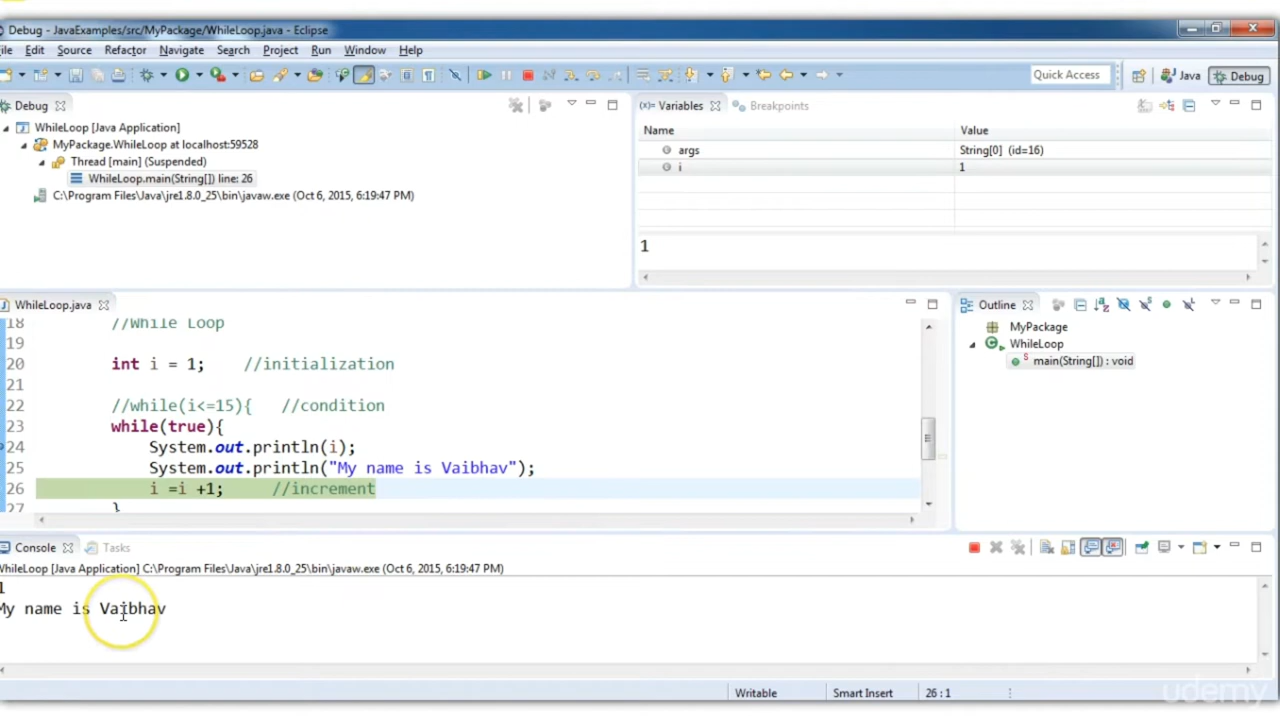 Debug - JavaExamples/src/MyPackage/WhileLoop.java - Eclipse
ile Edit Source Refactor Navigate Search Project Run Window Help
Quick Access Java Debug
Debug
(x)= Variables Breakpoints
WhileLoop [Java Application]
MyPackage.WhileLoop at localhost:59528
Thread [main] (Suspended)
WhileLoop.main(String[]) line: 26
C:\Program Files\Java\jre1.8.0_25\bin\javaw.exe (Oct 6, 2015, 6:19:47 PM)
Name Value
args String[0] (id=16)
i 1
1
WhileLoop.java
18 //While Loop
19
20 int i = 1; //initialization
21
22 //while(i<=15){ //condition
23 while(true){
24 System.out.println(i);
25 System.out.println("My name is Vaibhav");
26 i =i +1; //increment
27 }
Outline
MyPackage
WhileLoop
S main(String[]) : void
Console Tasks
WhileLoop [Java Application] C:\Program Files\Java\jre1.8.0_25\bin\javaw.exe (Oct 6, 2015, 6:19:47 PM)
1
My name is Vaibhav
Writable Smart Insert 26 : 1
udemy